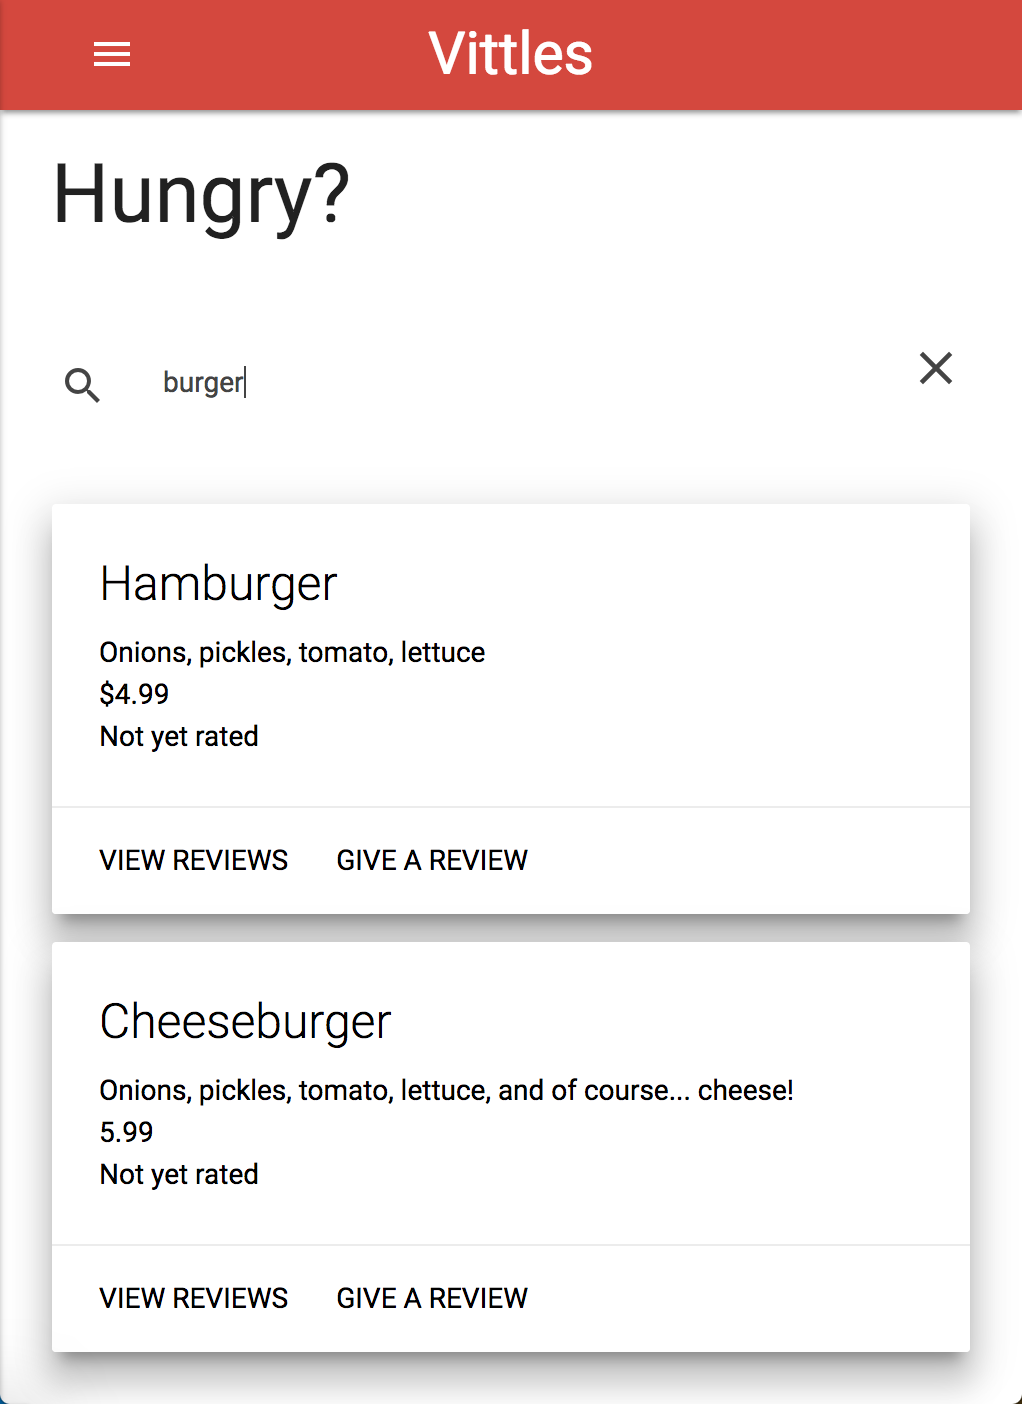 Vittles
Hungry?
burger
Hamburger
Onions, pickles, tomato, lettuce
$4.99
Not yet rated
VIEW REVIEWS GIVE A REVIEW
Cheeseburger
Onions, pickles, tomato, lettuce, and of course... cheese!
5.99
Not yet rated
VIEW REVIEWS GIVE A REVIEW